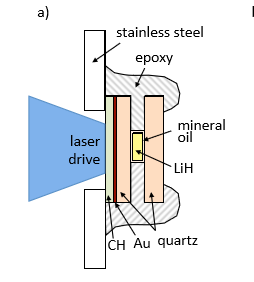 a)
b
stainless steel
epoxy
mineral
oil
laser
drive
LiH
CH Au quartz